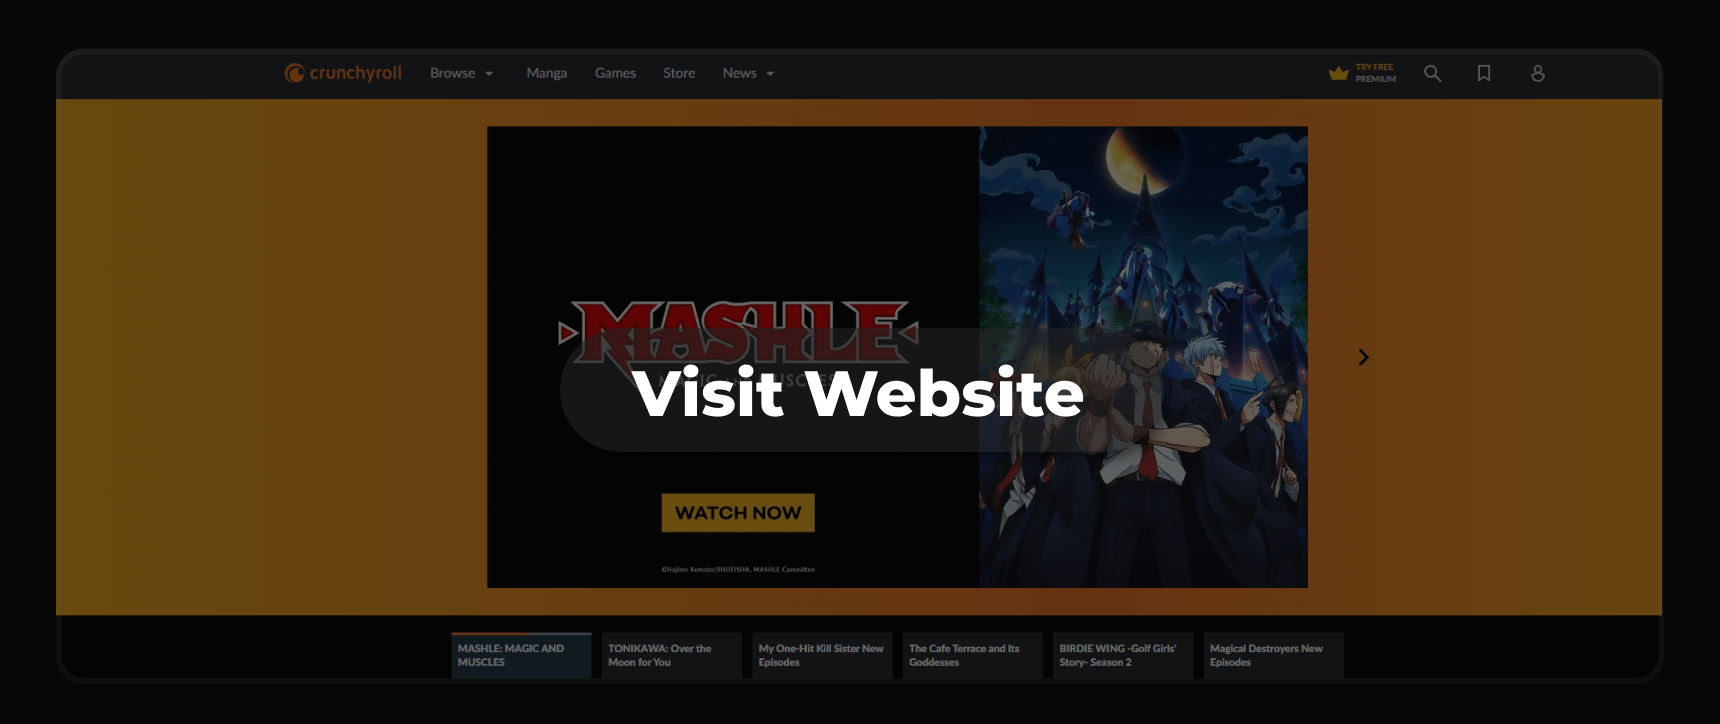 crunchyroll
Browse
Manga
Games
Store
News
TRY FREE
PREMIUM
MASHLE
MAGIC AND MUSCLES
Visit Website
WATCH NOW
©Hajime Komoto/SHUEISHA, MASHLE Committee
MASHLE: MAGIC AND
MUSCLES
TONIKAWA: Over the
Moon for You
My One-Hit Kill Sister New
Episodes
The Cafe Terrace and Its
Goddesses
BIRDIE WING -Golf Girls'
Story- Season 2
Magical Destroyers New
Episodes